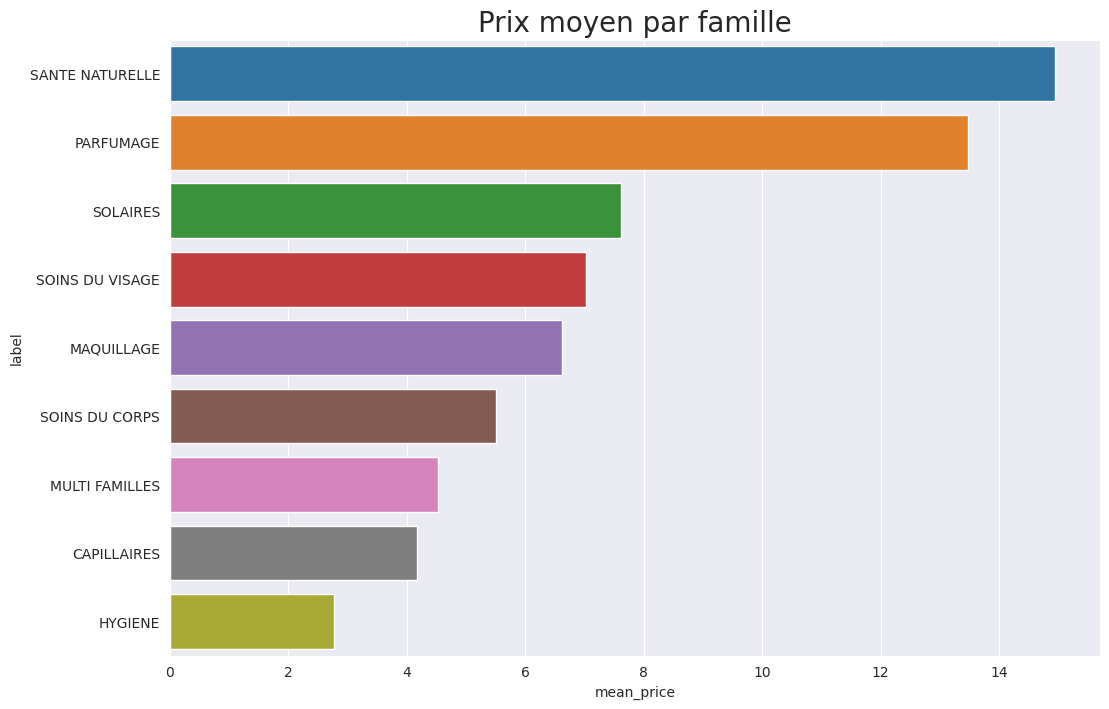 Prix moyen par famille
SANTE NATURELLE
PARFUMAGE
SOLAIRES
SOINS DU VISAGE
MAQUILLAGE
SOINS DU CORPS
MULTI FAMILLES
CAPILLAIRES
HYGIENE
label
0 2 4 6 8 10 12 14
mean_price